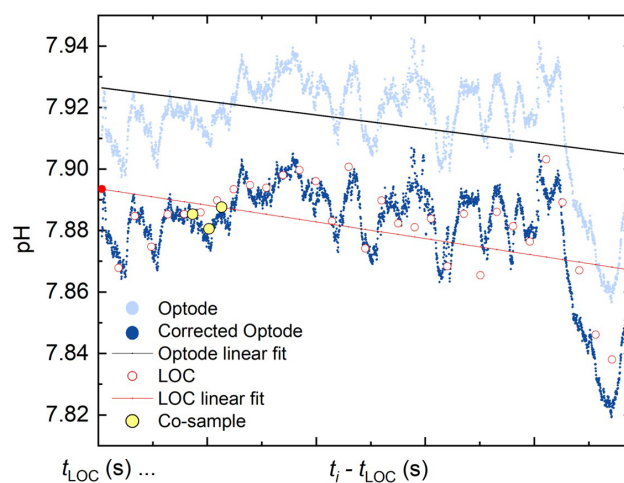 7.94
7.92
7.90
7.88
7.86
7.84
7.82
pH
Optode
Corrected Optode
Optode linear fit
LOC
LOC linear fit
Co-sample
tLOC (s) ...
ti - tLOC (s)